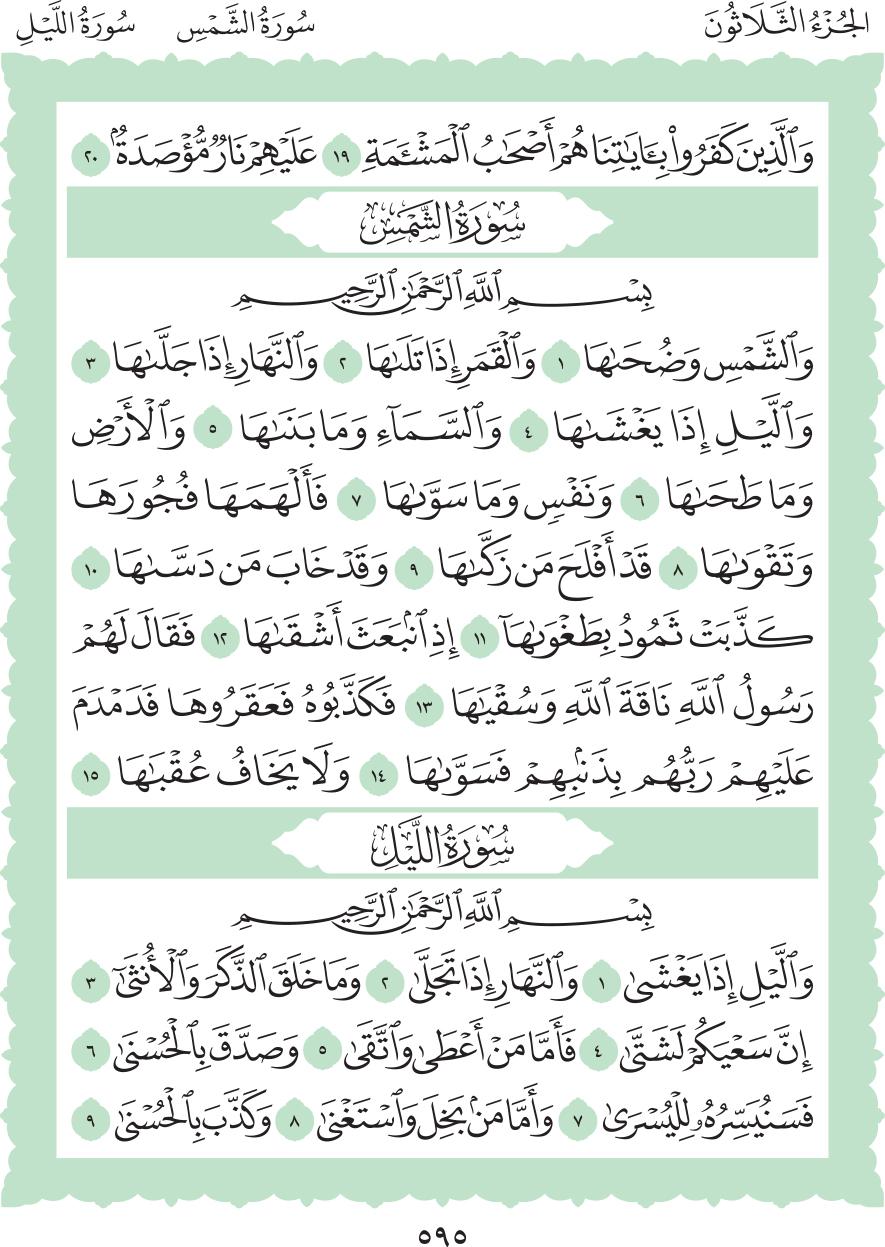 الجُزْءُ الثَّلَاثُونَ سُورَةُ الشَّمْسِ سُورَةُ اللَّيْلِ
وَٱلَّذِينَ كَفَرُوا۟ بِـَٔايَـٰتِنَا هُمْ أَصْحَـٰبُ ٱلْمَشْـَٔمَةِ ١٩ عَلَيْهِمْ نَارٌ مُّؤْصَدَةٌۢ ٢٠
سُورَةُ الشَّمْسِ
بِسْمِ ٱللَّهِ ٱلرَّحْمَـٰنِ ٱلرَّحِيمِ
وَٱلشَّمْسِ وَضُحَىٰهَا ١ وَٱلْقَمَرِ إِذَا تَلَىٰهَا ٢ وَٱلنَّهَارِ إِذَا جَلَّىٰهَا ٣
وَٱلَّيْلِ إِذَا يَغْشَىٰهَا ٤ وَٱلسَّمَآءِ وَمَا بَنَىٰهَا ٥ وَٱلْأَرْضِ
وَمَا طَحَىٰهَا ٦ وَنَفْسٍ وَمَا سَوَّىٰهَا ٧ فَأَلْهَمَهَا فُجُورَهَا
وَتَقْوَىٰهَا ٨ قَدْ أَفْلَحَ مَن زَكَّىٰهَا ٩ وَقَدْ خَابَ مَن دَسَّىٰهَا ١٠
كَذَّبَتْ ثَمُودُ بِطَغْوَىٰهَآ ١١ إِذِ ٱنۢبَعَثَ أَشْقَىٰهَا ١٢ فَقَالَ لَهُمْ
رَسُولُ ٱللَّهِ نَاقَةَ ٱللَّهِ وَسُقْيَـٰهَا ١٣ فَكَذَّبُوهُ فَعَقَرُوهَا فَدَمْدَمَ
عَلَيْهِمْ رَبُّهُم بِذَنۢبِهِمْ فَسَوَّىٰهَا ١٤ وَلَا يَخَافُ عُقْبَـٰهَا ١٥
سُورَةُ اللَّيْلِ
بِسْمِ ٱللَّهِ ٱلرَّحْمَـٰنِ ٱلرَّحِيمِ
وَٱلَّيْلِ إِذَا يَغْشَىٰ ١ وَٱلنَّهَارِ إِذَا تَجَلَّىٰ ٢ وَمَا خَلَقَ ٱلذَّكَرَ وَٱلْأُنثَىٰٓ ٣
إِنَّ سَعْيَكُمْ لَشَتَّىٰ ٤ فَأَمَّا مَنْ أَعْطَىٰ وَٱتَّقَىٰ ٥ وَصَدَّقَ بِٱلْحُسْنَىٰ ٦
فَسَنُيَسِّرُهُۥ لِلْيُسْرَىٰ ٧ وَأَمَّا مَنۢ بَخِلَ وَٱسْتَغْنَىٰ ٨ وَكَذَّبَ بِٱلْحُسْنَىٰ ٩
٥٩٥